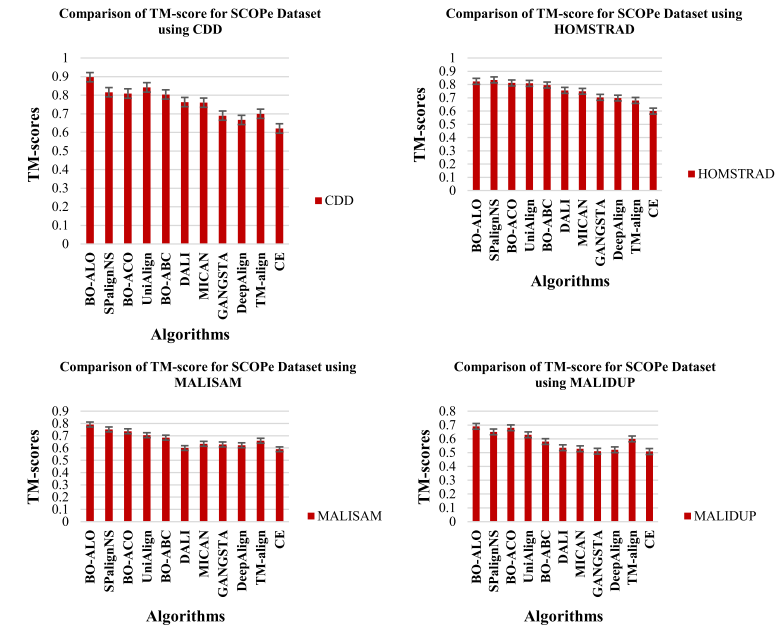 Comparison of TM-score for SCOPe Dataset
using CDD
TM-scores
1
0.9
0.8
0.7
0.6
0.5
0.4
0.3
0.2
0.1
0
BO-ALO
SPalignNS
BO-ACO
UniAlign
BO-ABC
DALI
MICAN
GANGSTA
DeepAlign
TM-align
CE
Algorithms
CDD
Comparison of TM-score for SCOPe Dataset using
HOMSTRAD
TM-scores
1
0.9
0.8
0.7
0.6
0.5
0.4
0.3
0.2
0.1
0
BO-ALO
SPalignNS
BO-ACO
UniAlign
BO-ABC
DALI
MICAN
GANGSTA
DeepAlign
TM-align
CE
Algorithms
HOMSTRAD
Comparison of TM-score for SCOPe Dataset using
MALISAM
TM-scores
0.9
0.8
0.7
0.6
0.5
0.4
0.3
0.2
0.1
0
BO-ALO
SPalignNS
BO-ACO
UniAlign
BO-ABC
DALI
MICAN
GANGSTA
DeepAlign
TM-align
CE
Algorithms
MALISAM
Comparison of TM-score for SCOPe Dataset
using MALIDUP
TM-scores
0.8
0.7
0.6
0.5
0.4
0.3
0.2
0.1
0
BO-ALO
SPalignNS
BO-ACO
UniAlign
BO-ABC
DALI
MICAN
GANGSTA
DeepAlign
TM-align
CE
Algorithms
MALIDUP